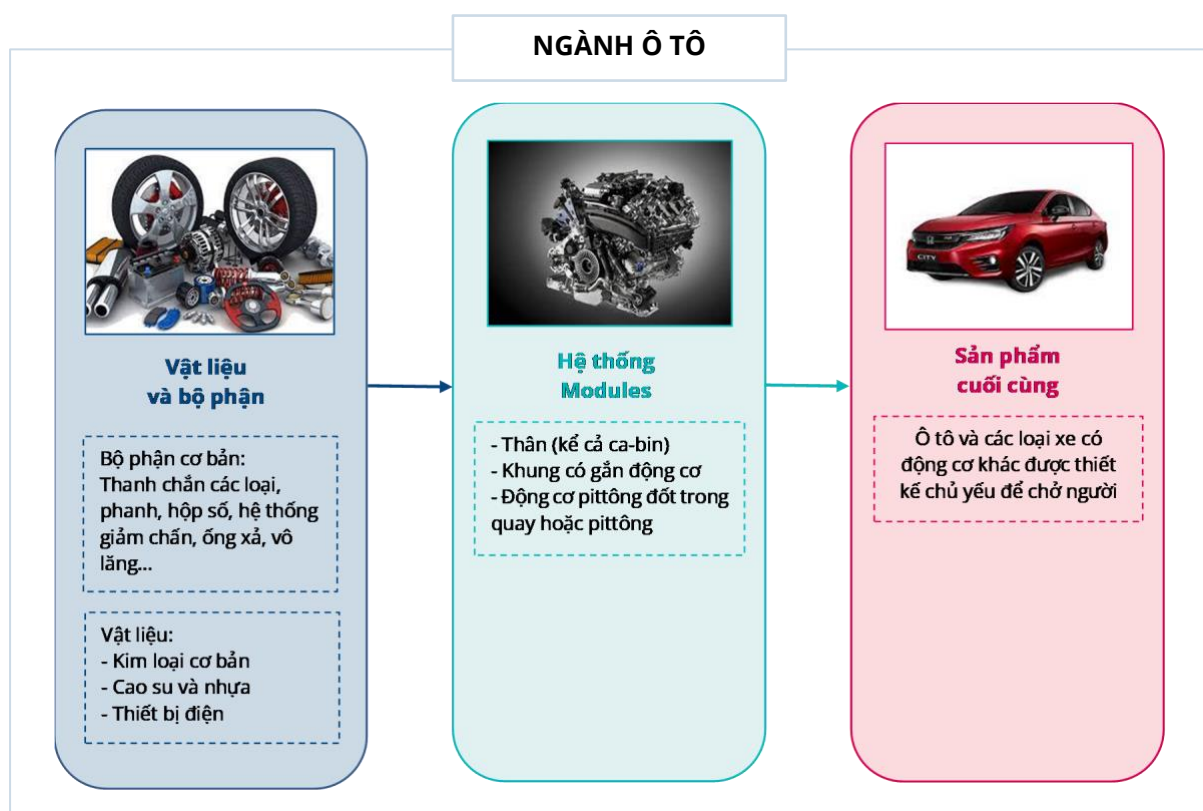 NGÀNH Ô TÔ
Vật liệu
và bộ phận
Bộ phận cơ bản:
Thanh chắn các loại,
phanh, hộp số, hệ thống
giảm chấn, ống xả, vô
lăng...
Vật liệu:
- Kim loại cơ bản
- Cao su và nhựa
- Thiết bị điện
Hệ thống
Modules
- Thân (kể cả ca-bin)
- Khung có gắn động cơ
- Động cơ pittông đốt trong
quay hoặc pittông
CITY
Sản phẩm
cuối cùng
Ô tô và các loại xe có
động cơ khác được thiết
kế chủ yếu để chở người